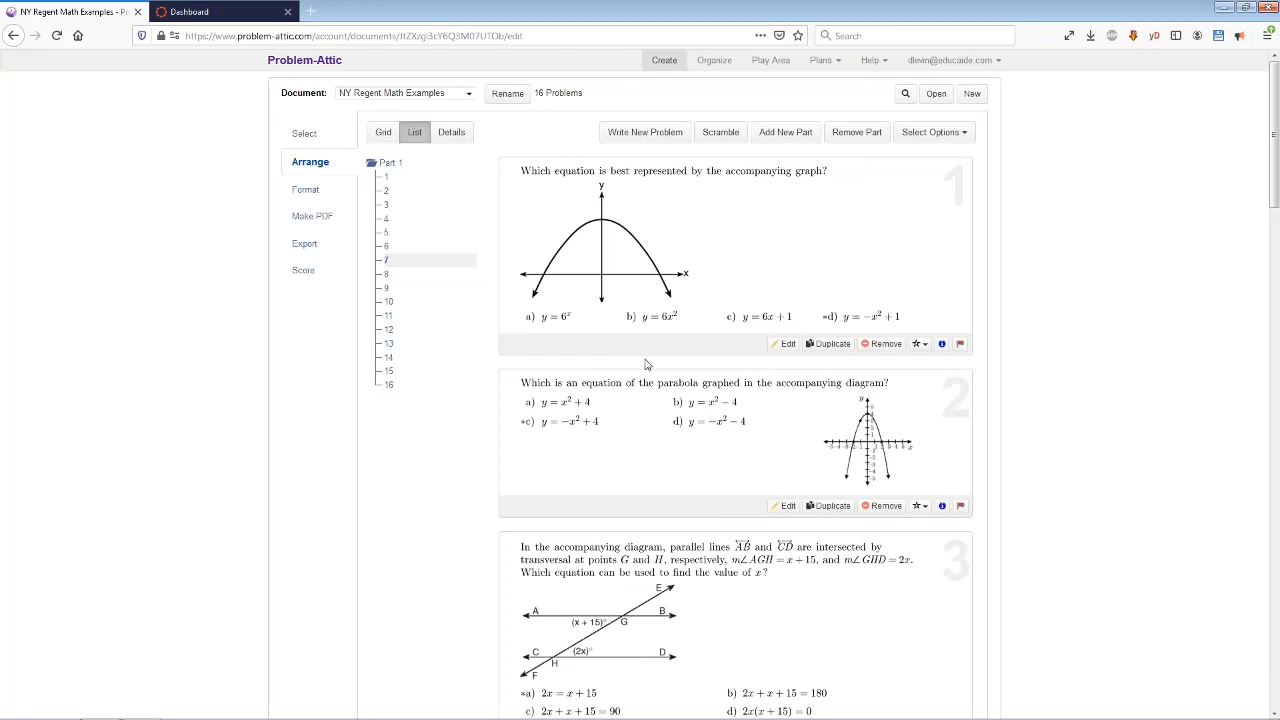 NY Regent Math Examples - Pr
Dashboard
https://www.problem-attic.com/account/documents/JtZXzgi3cY6Q3M07UTOb/edit
Search
Problem-Attic
Create
Organize
Play Area
Plans
Help
dlevin@educaide.com
Document:
NY Regent Math Examples
Rename
16 Problems
Open
New
Select
Arrange
Format
Make PDF
Export
Score
Grid
List
Details
Write New Problem
Scramble
Add New Part
Remove Part
Select Options
Part 1
1
2
3
4
5
6
7
8
9
10
11
12
13
14
15
16
1
Which equation is best represented by the accompanying graph?
y
x
a) y = 6ˣ b) y = 6x² c) y = 6x + 1 *d) y = −x² + 1
Edit Duplicate Remove
2
Which is an equation of the parabola graphed in the accompanying diagram?
a) y = x² + 4 b) y = x² − 4
*c) y = −x² + 4 d) y = −x² − 4
y
x
Edit Duplicate Remove
3
In the accompanying diagram, parallel lines AB and CD are intersected by
transversal at points G and H, respectively, m∠AGH = x + 15, and m∠GHD = 2x.
Which equation can be used to find the value of x?
E
A B
(x + 15)° G
C (2x)° D
H
F
*a) 2x = x + 15 b) 2x + x + 15 = 180
c) 2x + x + 15 = 90 d) 2x(x + 15) = 0